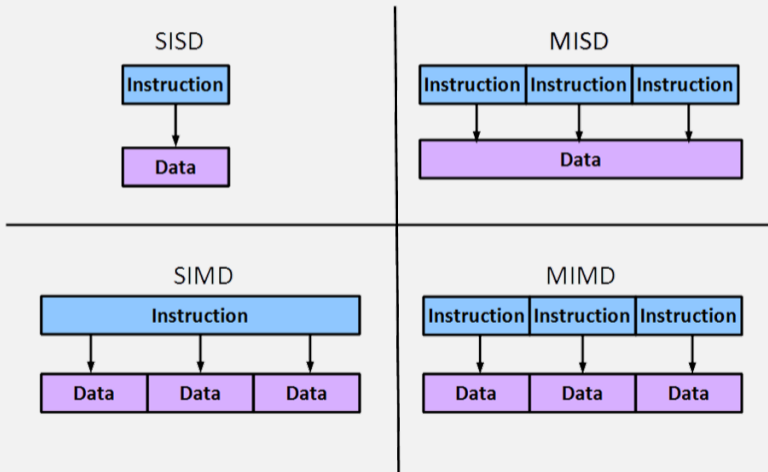 SISD
Instruction
Data
MISD
Instruction Instruction Instruction
Data
SIMD
Instruction
Data Data Data
MIMD
Instruction Instruction Instruction
Data Data Data